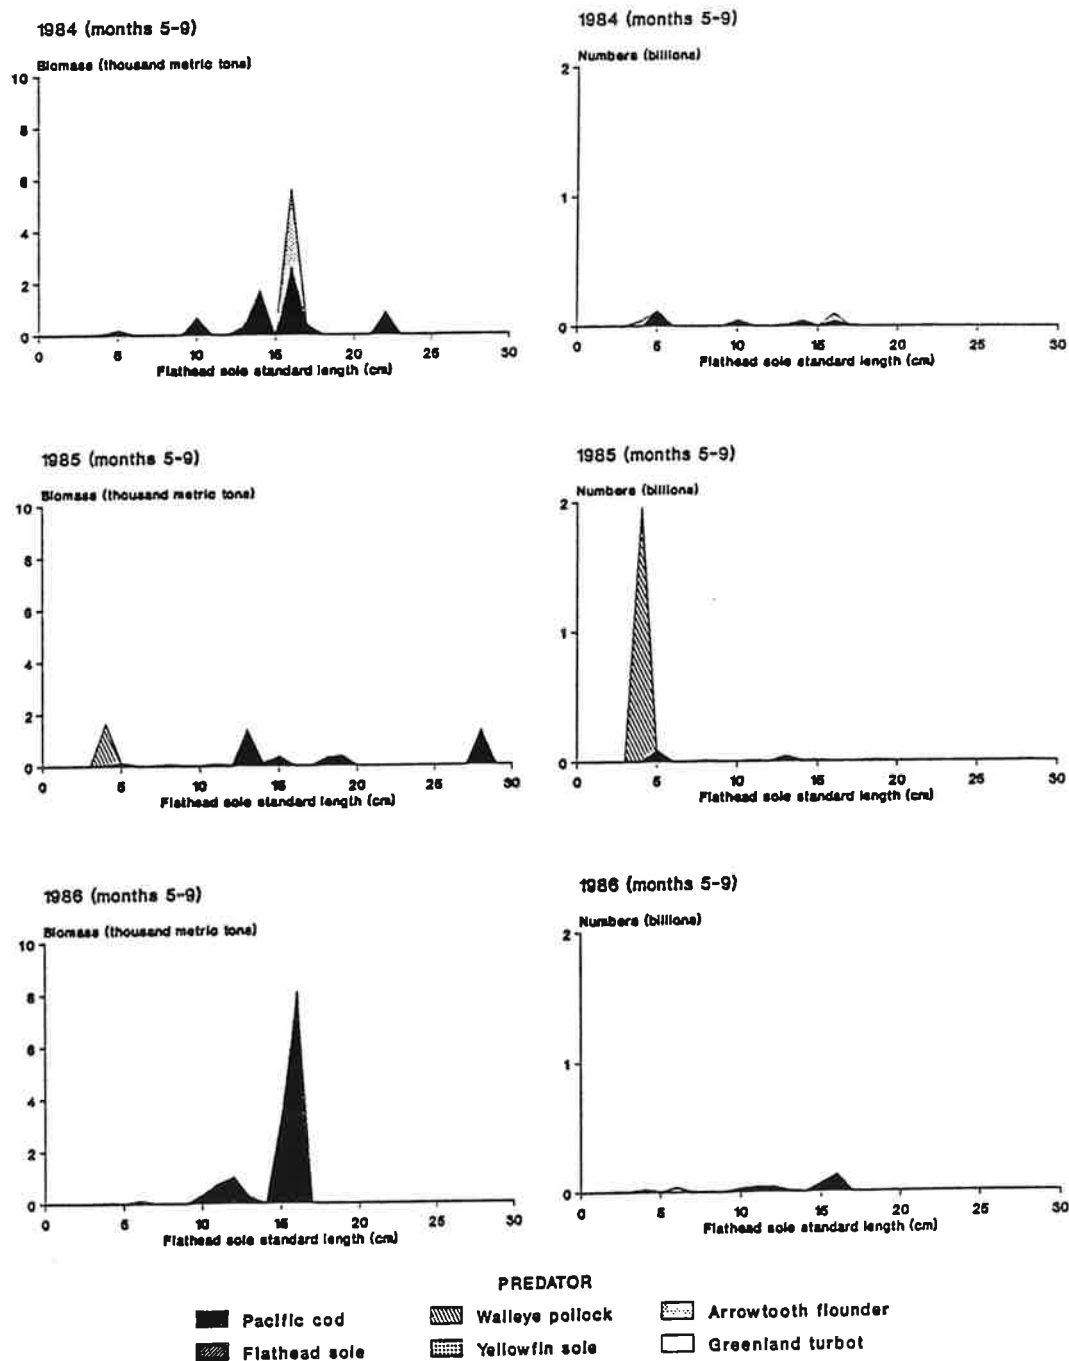 1984 (months 5-9)
Biomass (thousand metric tons)
10
8
6
4
2
0
0 5 10 15 20 25 30
Flathead sole standard length (cm)
1984 (months 5-9)
Numbers (billions)
2
1
0
0 5 10 15 20 25 30
Flathead sole standard length (cm)
1985 (months 5-9)
Biomass (thousand metric tons)
10
8
6
4
2
0
0 5 10 15 20 25 30
Flathead sole standard length (cm)
1985 (months 5-9)
Numbers (billions)
2
1
0
0 5 10 15 20 25 30
Flathead sole standard length (cm)
1986 (months 5-9)
Biomass (thousand metric tons)
10
8
6
4
2
0
0 5 10 15 20 25 30
Flathead sole standard length (cm)
1986 (months 5-9)
Numbers (billions)
2
1
0
0 5 10 15 20 25 30
Flathead sole standard length (cm)
PREDATOR
Pacific cod
Walleye pollock
Arrowtooth flounder
Flathead sole
Yellowfin sole
Greenland turbot